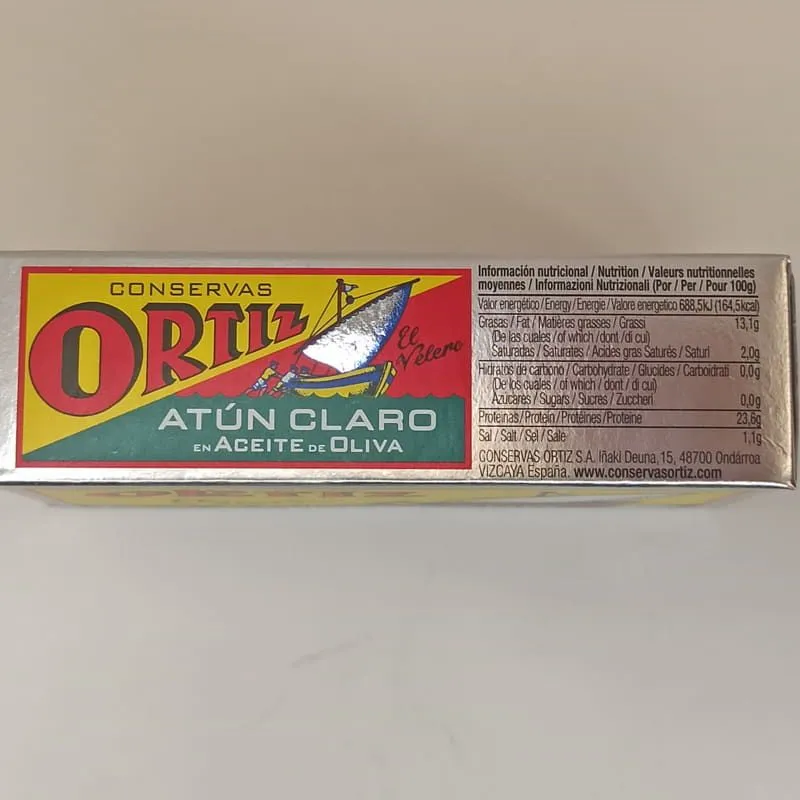 CONSERVAS
ORTIZ
El
Velero
ATÚN CLARO
EN ACEITE DE OLIVA
Información nutricional / Nutrition / Valeurs nutritionnelles
moyennes / Informazioni Nutrizionali (Por / Per / Pour 100g)
Valor energético / Energy / Energie / Valore energetico 688,5kJ (164,5kcal)
Grasas / Fat / Matières grasses / Grassi 13,1g
(De las cuales / of which / dont / di cui)
Saturadas / Saturates / Acides gras Saturés / Saturi 2,0g
Hidratos de carbono / Carbohydrate / Glucides / Carboidrati 0,0g
(De los cuales / of which / dont / di cui)
Azúcares / Sugars / Sucres / Zuccheri 0,0g
Proteínas / Protein / Protéines / Proteine 23,6g
Sal / Salt / Sel / Sale 1,1g
CONSERVAS ORTIZ S.A. Iñaki Deuna, 15, 48700 Ondárroa
VIZCAYA España. www.conservasortiz.com
ORTIZ